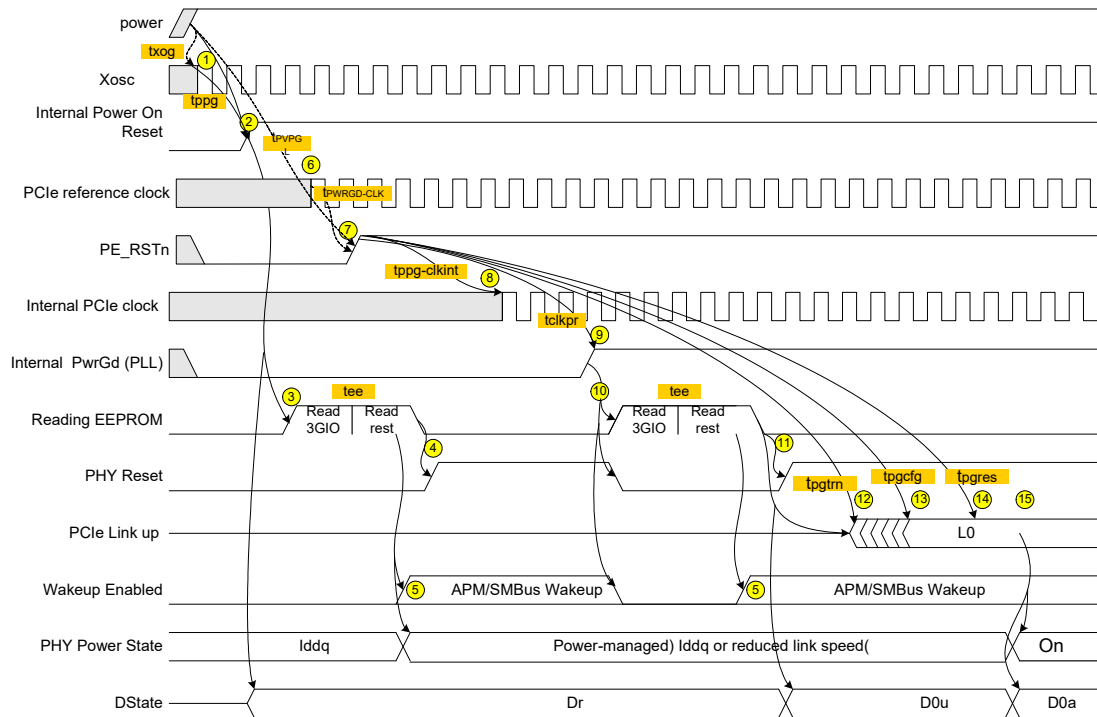 power
txog
1
Xosc
tppg
Internal Power On
Reset
2
tPVPG
L
6
PCIe reference clock
tPWRGD-CLK
7
PE_RSTn
tppg-clkint
8
Internal PCIe clock
tclkpr
9
Internal PwrGd (PLL)
3
tee
10
tee
Reading EEPROM
Read
3GIO
Read
rest
Read
3GIO
Read
rest
4
11
PHY Reset
tpgtrn
tpgcfg
tpgres
12
13
14
15
PCIe Link up
L0
Wakeup Enabled
5
APM/SMBus Wakeup
5
APM/SMBus Wakeup
PHY Power State
Iddq
Power-managed) Iddq or reduced link speed(
On
DState
Dr
D0u
D0a